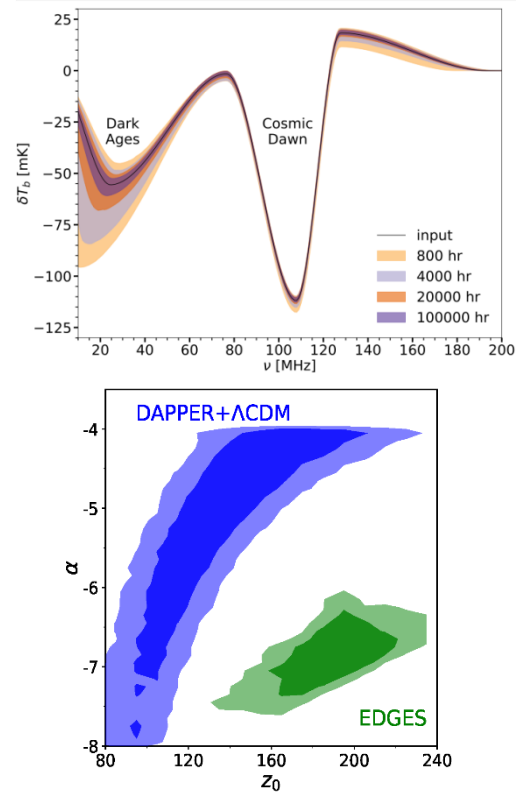 0
−25
−50
−75
−100
−125
δT_b [mK]
Dark
Ages
Cosmic
Dawn
input
800 hr
4000 hr
20000 hr
100000 hr
20 40 60 80 100 120 140 160 180 200
ν [MHz]
DAPPER+ΛCDM
-4
-5
-6
-7
-8
α
EDGES
80 120 160 200 240
z₀